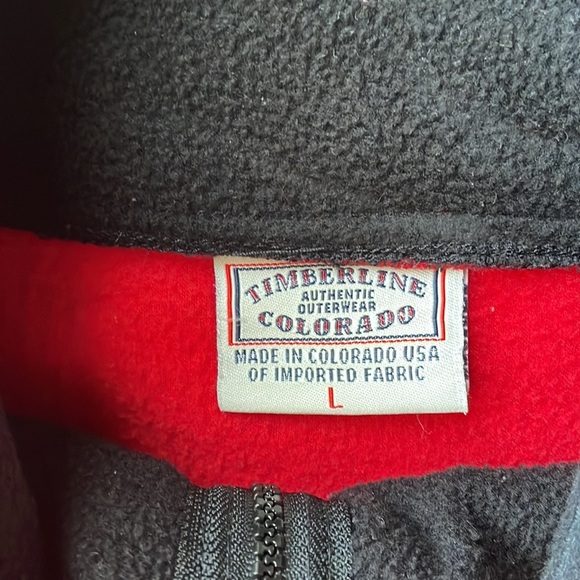 TIMBERLINE
AUTHENTIC
OUTERWEAR
COLORADO
MADE IN COLORADO USA
OF IMPORTED FABRIC
L